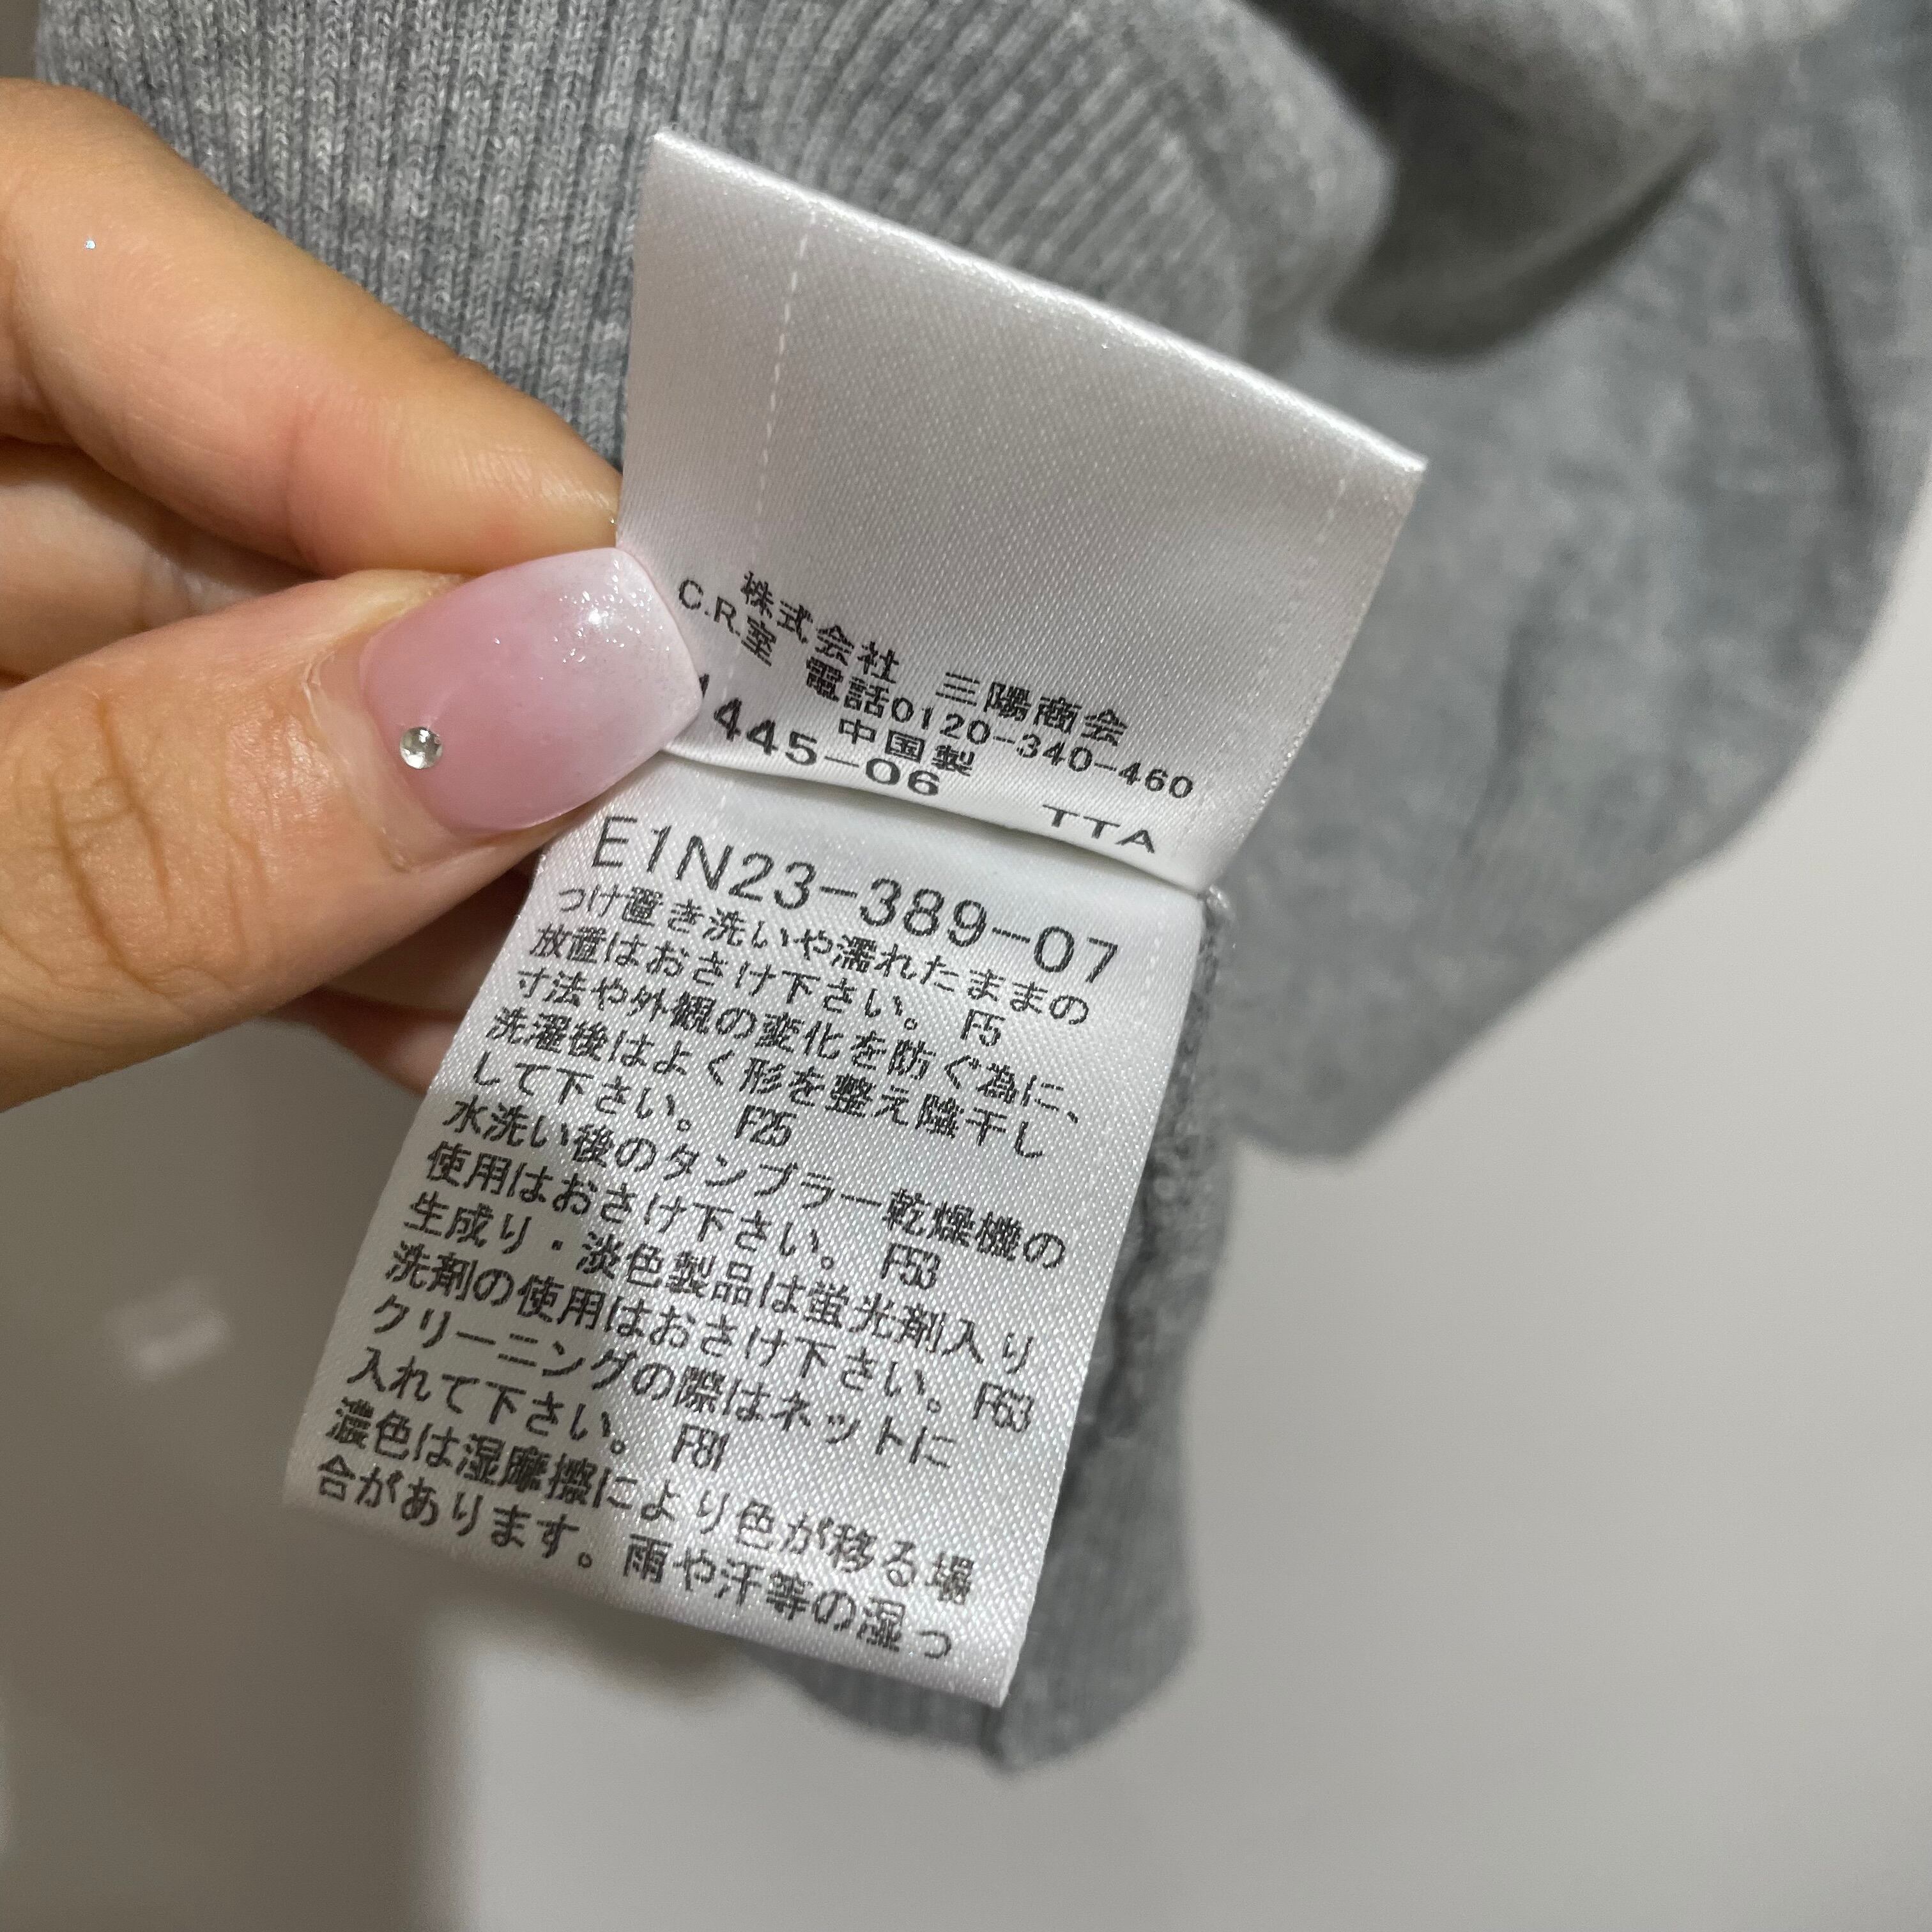 株式会社 三陽商会
C.R.室 電話0120-340-460
中国製
445-06 TTA
E1N23-389-07
つけ置き洗いや濡れたままの
放置はおさけ下さい。 F5
寸法や外観の変化を防ぐ為に、
洗濯後はよく形を整え陰干し
して下さい。 F25
水洗い後のタンブラー乾燥機の
使用はおさけ下さい。 F53
生成り・淡色製品は蛍光剤入り
洗剤の使用はおさけ下さい。 F63
クリーニングの際はネットに
入れて下さい。 F81
濃色は湿摩擦により色が移る場
合があります。雨や汗等の湿っ